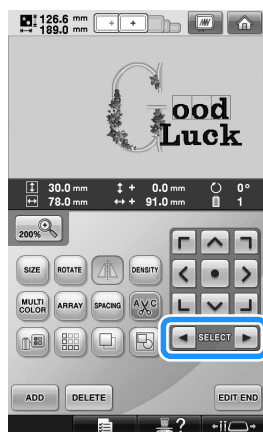 126.6 mm
189.0 mm
Good
Luck
30.0 mm + 0.0 mm 0°
78.0 mm + 91.0 mm 1
200%
SIZE ROTATE DENSITY
MULTI COLOR ARRAY SPACING A C
SELECT
ADD DELETE EDIT END
?